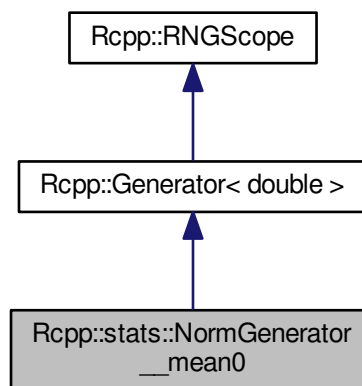 Rcpp::RNGScope
Rcpp::Generator< double >
Rcpp::stats::NormGenerator
__mean0